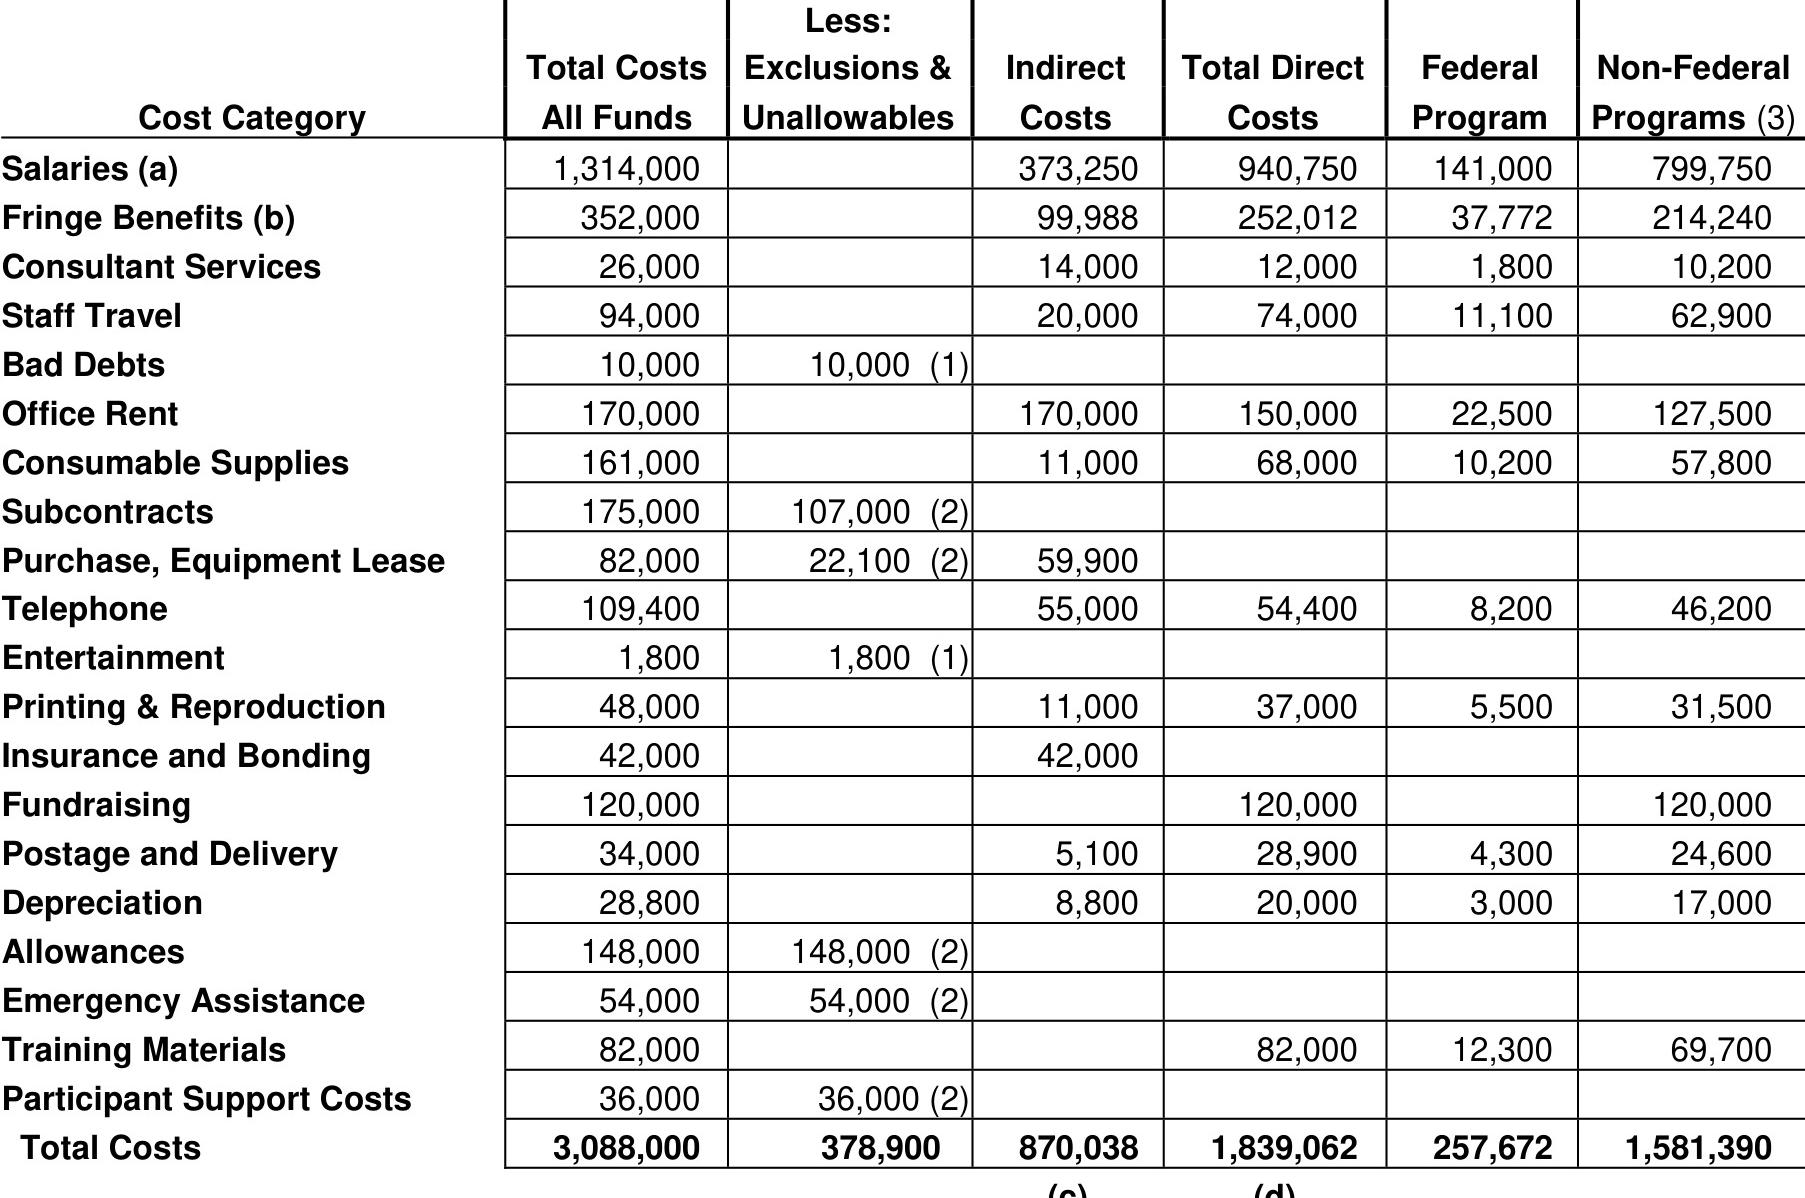 Less:
Total Costs Exclusions & Indirect Total Direct Federal Non-Federal
Cost Category All Funds Unallowables Costs Costs Program Programs (3)
Salaries (a) 1,314,000 373,250 940,750 141,000 799,750
Fringe Benefits (b) 352,000 99,988 252,012 37,772 214,240
Consultant Services 26,000 14,000 12,000 1,800 10,200
Staff Travel 94,000 20,000 74,000 11,100 62,900
Bad Debts 10,000 10,000 (1)
Office Rent 170,000 170,000 150,000 22,500 127,500
Consumable Supplies 161,000 11,000 68,000 10,200 57,800
Subcontracts 175,000 107,000 (2)
Purchase, Equipment Lease 82,000 22,100 (2) 59,900
Telephone 109,400 55,000 54,400 8,200 46,200
Entertainment 1,800 1,800 (1)
Printing & Reproduction 48,000 11,000 37,000 5,500 31,500
Insurance and Bonding 42,000 42,000
Fundraising 120,000 120,000 120,000
Postage and Delivery 34,000 5,100 28,900 4,300 24,600
Depreciation 28,800 8,800 20,000 3,000 17,000
Allowances 148,000 148,000 (2)
Emergency Assistance 54,000 54,000 (2)
Training Materials 82,000 82,000 12,300 69,700
Participant Support Costs 36,000 36,000 (2)
Total Costs 3,088,000 378,900 870,038 1,839,062 257,672 1,581,390
(c) (d)